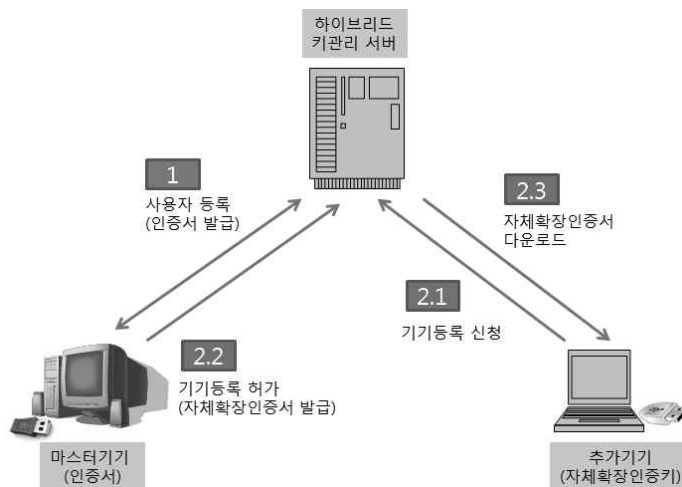 하이브리드
키관리 서버
1
사용자 등록
(인증서 발급)
2.3
자체확장인증서
다운로드
2.1
기기등록 신청
2.2
기기등록 허가
(자체확장인증서 발급)
마스터기기
(인증서)
추가기기
(자체확장인증키)